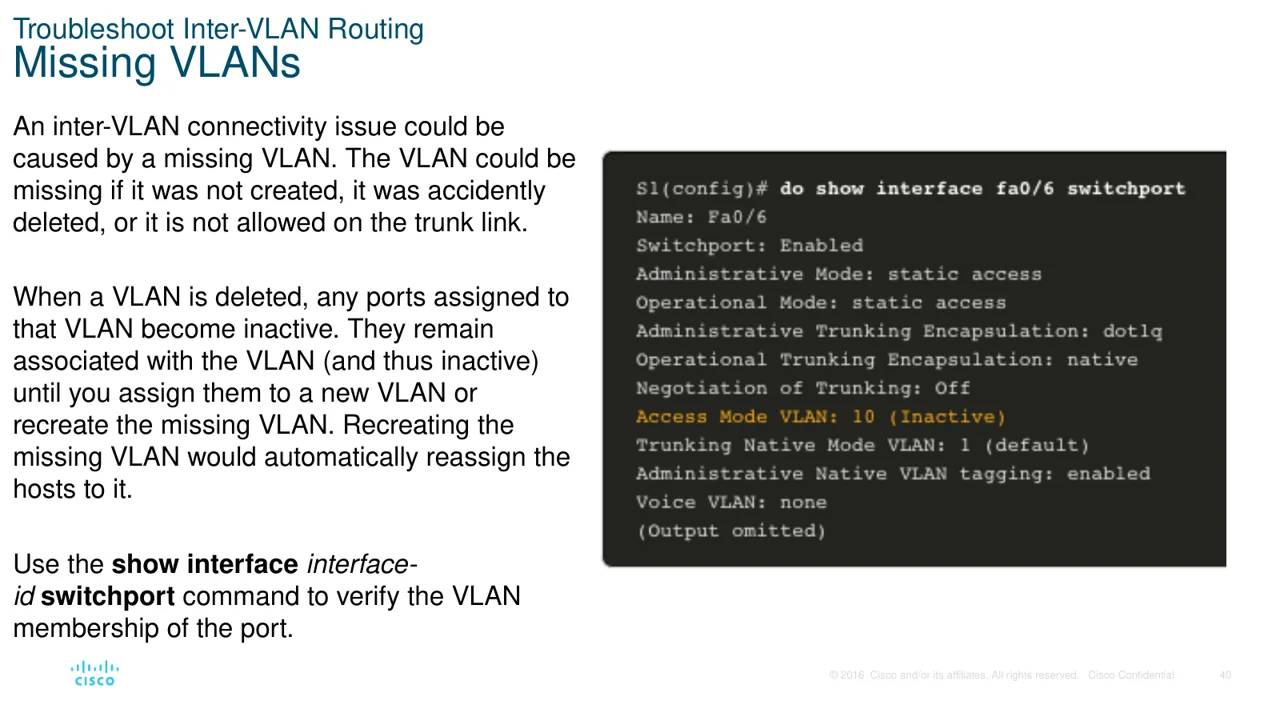 Troubleshoot Inter-VLAN Routing
Missing VLANs
An inter-VLAN connectivity issue could be
caused by a missing VLAN. The VLAN could be
missing if it was not created, it was accidently
deleted, or it is not allowed on the trunk link.
When a VLAN is deleted, any ports assigned to
that VLAN become inactive. They remain
associated with the VLAN (and thus inactive)
until you assign them to a new VLAN or
recreate the missing VLAN. Recreating the
missing VLAN would automatically reassign the
hosts to it.
Use the show interface interface-
id switchport command to verify the VLAN
membership of the port.
S1(config)# do show interface fa0/6 switchport
Name: Fa0/6
Switchport: Enabled
Administrative Mode: static access
Operational Mode: static access
Administrative Trunking Encapsulation: dot1q
Operational Trunking Encapsulation: native
Negotiation of Trunking: Off
Access Mode VLAN: 10 (Inactive)
Trunking Native Mode VLAN: 1 (default)
Administrative Native VLAN tagging: enabled
Voice VLAN: none
(Output omitted)
CISCO
© 2016 Cisco and/or its affiliates. All rights reserved. Cisco Confidential
40